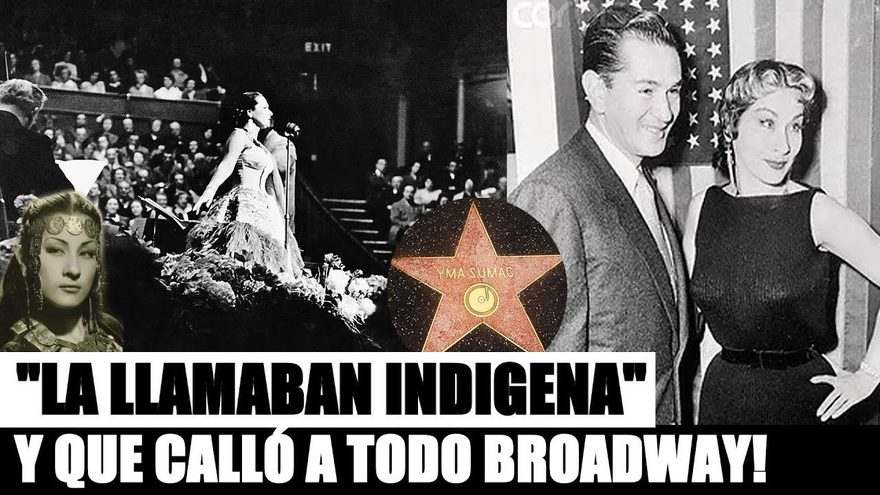 EXIT
YMA SUMAC
"LA LLAMABAN INDIGENA"
Y QUE CALLÓ A TODO BROADWAY!